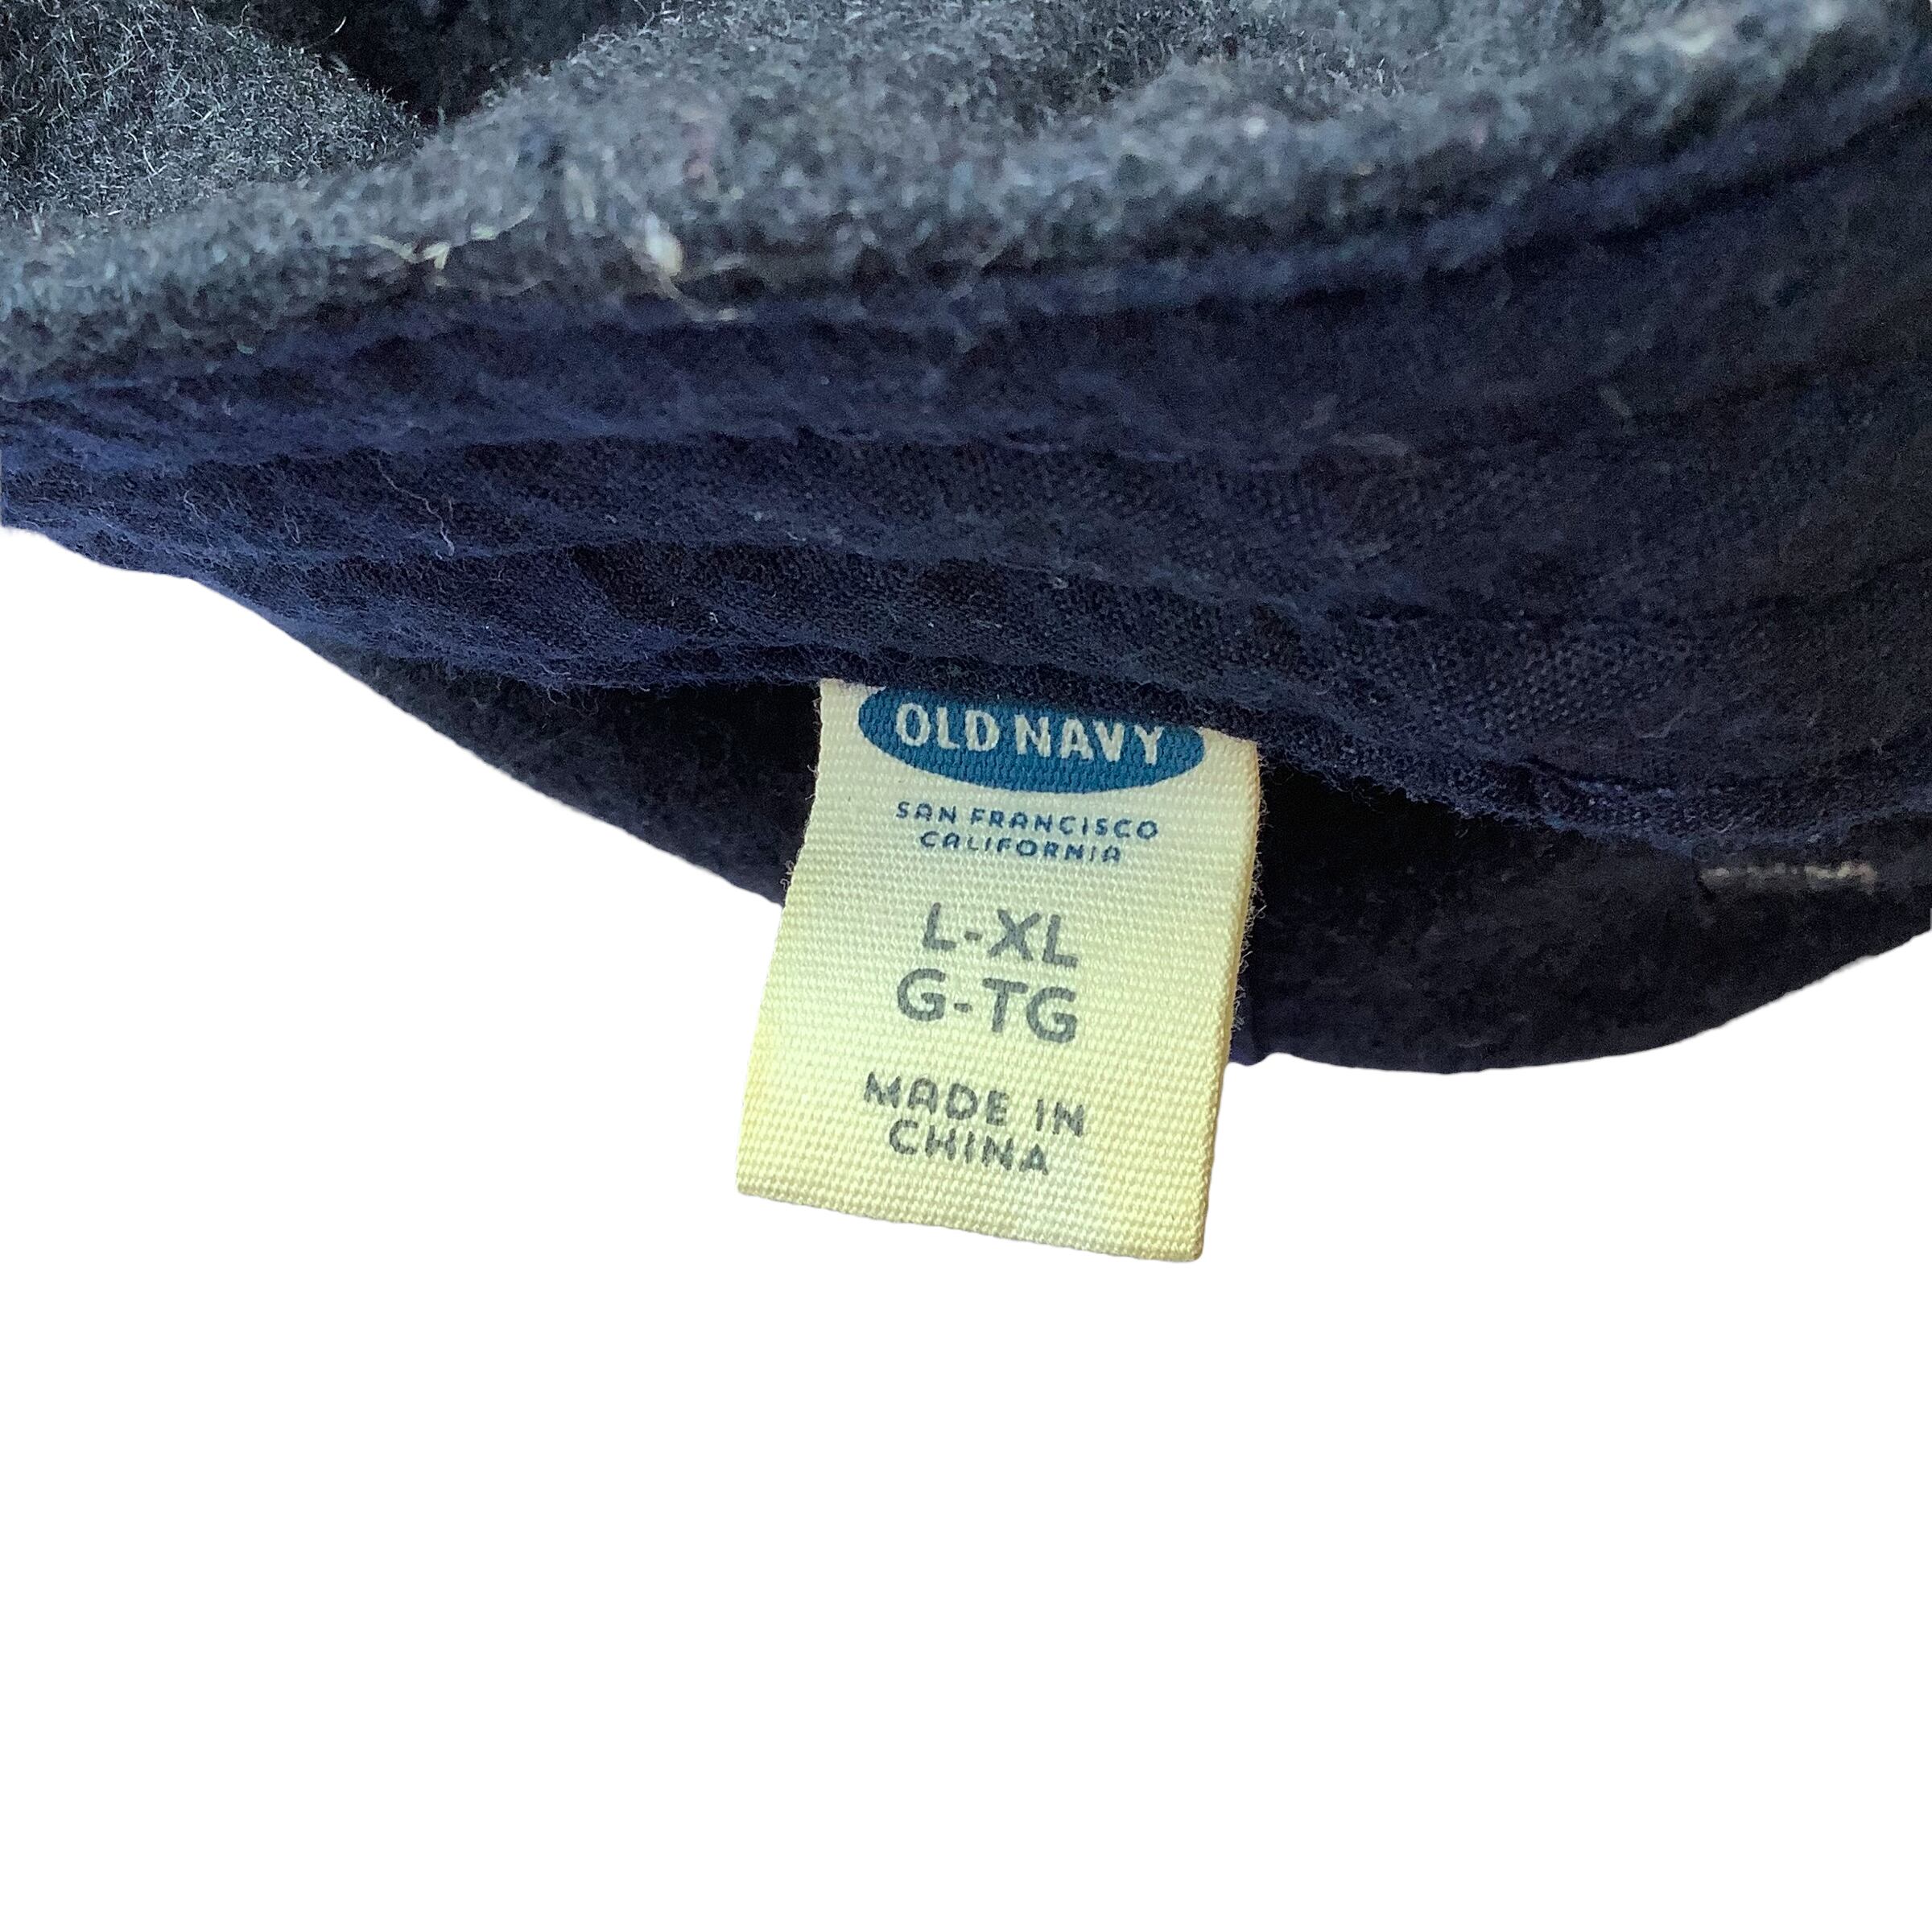 OLD NAVY
SAN FRANCISCO
CALIFORNIA
L-XL
G-TG
MADE IN
CHINA